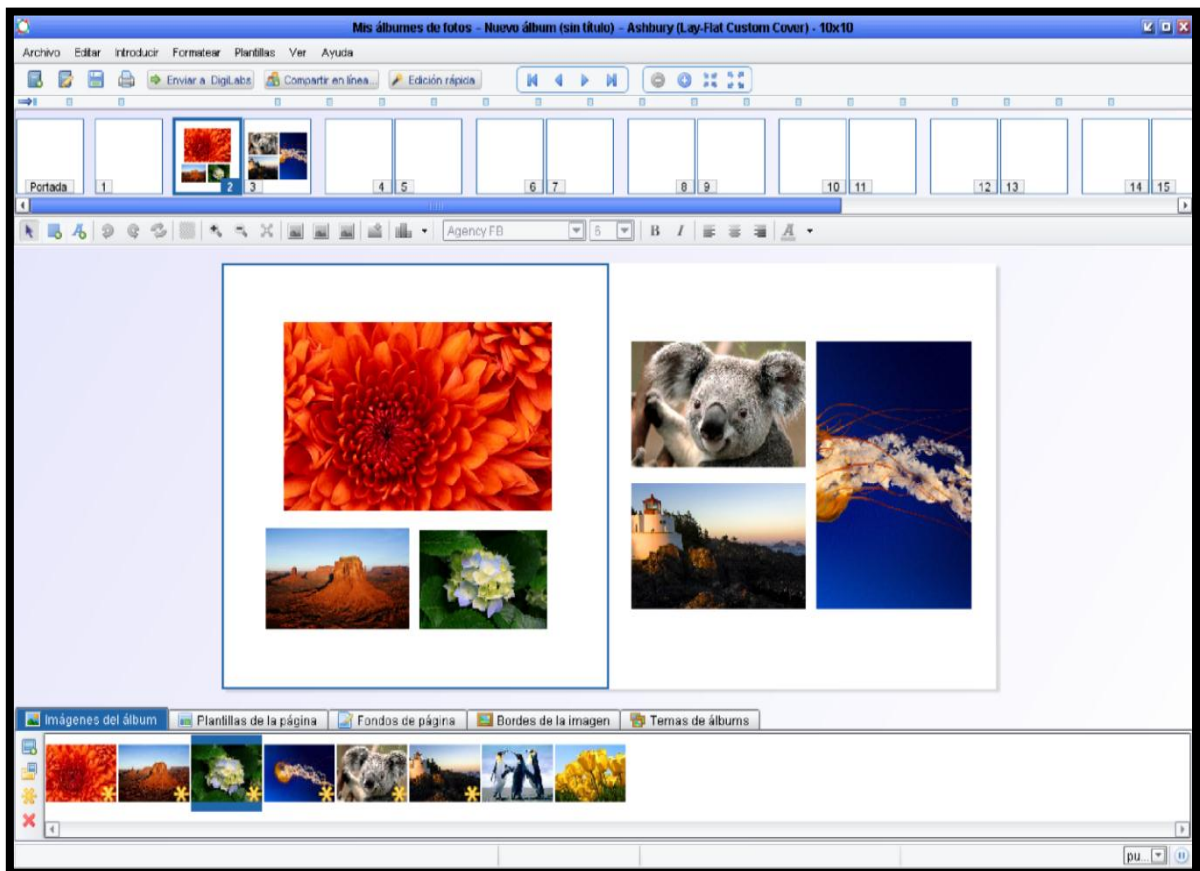 Mis álbumes de fotos - Nuevo álbum (sin título) - Ashbury (Lay-Flat Custom Cover) - 10x10
Archivo Editar Introducir Formatear Plantillas Ver Ayuda
Enviar a DigiLabs Compartir en línea... Edición rápida
Portada 1 2 3 4 5 6 7 8 9 10 11 12 13 14 15
Agency FB 6 B I A
Imágenes del álbum Plantillas de la página Fondos de página Bordes de la imagen Temas de álbums
pu...